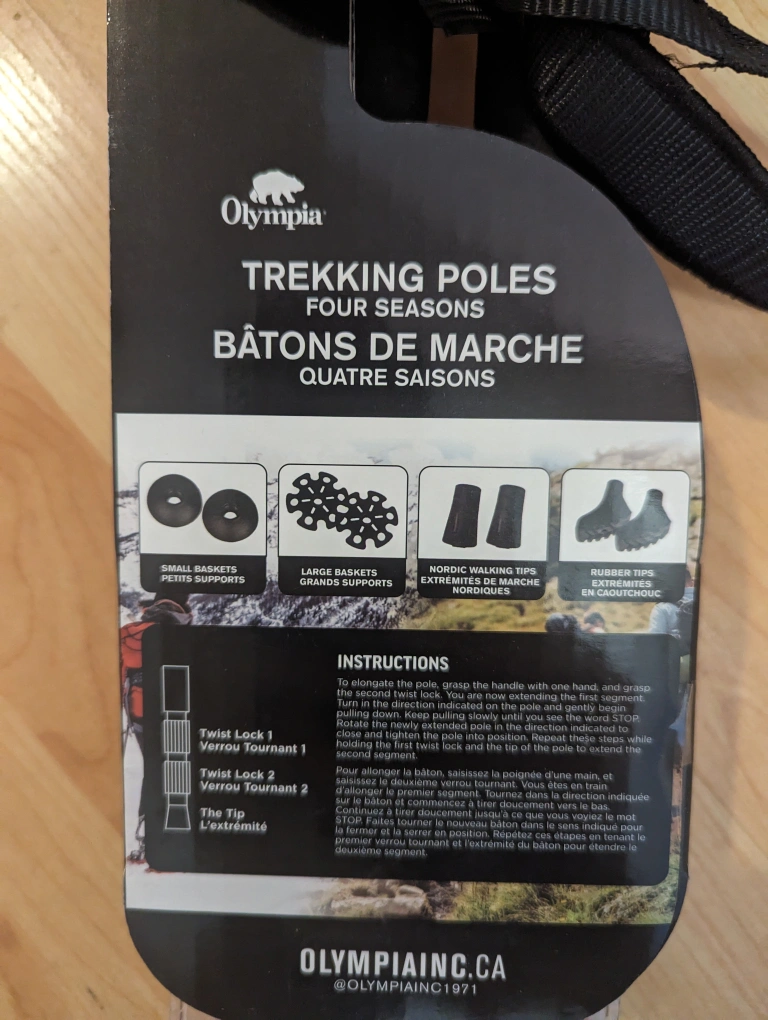 Olympia
TREKKING POLES
FOUR SEASONS
BÂTONS DE MARCHE
QUATRE SAISONS
SMALL BASKETS
PETITS SUPPORTS
LARGE BASKETS
GRANDS SUPPORTS
NORDIC WALKING TIPS
EXTRÉMITÉS DE MARCHE
NORDIQUES
RUBBER TIPS
EXTRÉMITÉS
EN CAOUTCHOUC
Twist Lock 1
Verrou Tournant 1
Twist Lock 2
Verrou Tournant 2
The Tip
L'extrémité
INSTRUCTIONS
To elongate the pole, grasp the handle with one hand, and grasp
the second twist lock. You are now extending the first segment.
Turn in the direction indicated on the pole and gently begin
pulling down. Keep pulling slowly until you see the word STOP.
Rotate the newly extended pole in the direction indicated to
close and tighten the pole into position. Repeat these steps while
holding the first twist lock and the tip of the pole to extend the
second segment.
Pour allonger la bâton, saisissez la poignée d'une main, et
saisissez le deuxième verrou tournant. Vous êtes en train
d'allonger le premier segment. Tournez dans la direction indiquée
sur le bâton et commencez à tirer doucement vers le bas.
Continuez à tirer doucement jusqu'à ce que vous voyiez le mot
STOP. Faites tourner le nouveau bâton dans le sens indiqué pour
la fermer et la serrer en position. Répétez ces étapes en tenant le
premier verrou tournant et l'extrémité du bâton pour étendre le
deuxième segment.
OLYMPIAINC.CA
@OLYMPIAINC1971